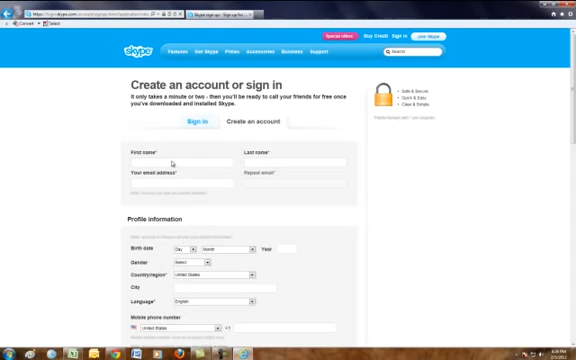 Skype sign up - Sign up for
Convert Select
Special offers Buy Credit Sign in Join Skype
skype Features Get Skype Prices Accessories Business Support Search
Create an account or sign in
It only takes a minute or two - then you'll be ready to call your friends for free once
you've downloaded and installed Skype.
Sign in Create an account
Safe & Secure
Quick & Easy
Clean & Simple
First name* Last name*
Your email address* Repeat email*
Profile information
Birth date Day Month Year
Gender Select
Country/region* United States
City
Language* English
Mobile phone number
United States +1